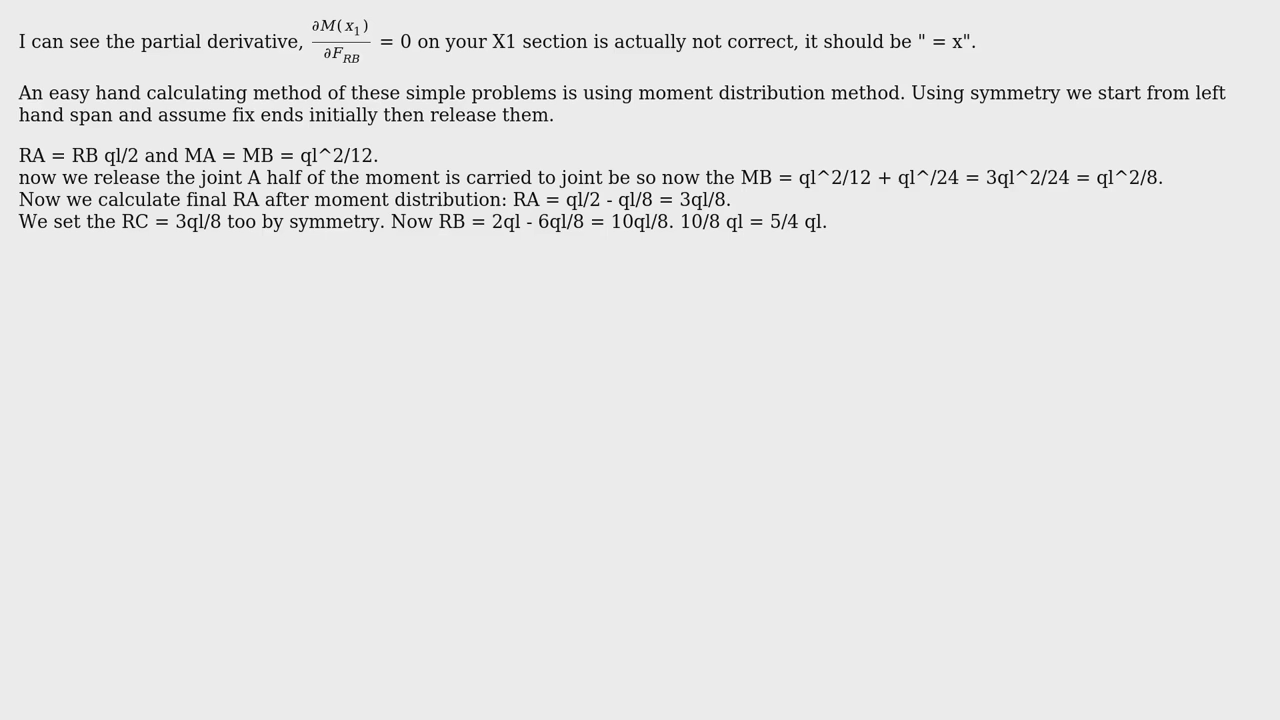 I can see the partial derivative, $\frac{\partial M(x_1)}{\partial F_{RB}}$ = 0 on your X1 section is actually not correct, it should be " = x".
An easy hand calculating method of these simple problems is using moment distribution method. Using symmetry we start from left
hand span and assume fix ends initially then release them.
RA = RB ql/2 and MA = MB = ql^2/12.
now we release the joint A half of the moment is carried to joint be so now the MB = ql^2/12 + ql^/24 = 3ql^2/24 = ql^2/8.
Now we calculate final RA after moment distribution: RA = ql/2 - ql/8 = 3ql/8.
We set the RC = 3ql/8 too by symmetry. Now RB = 2ql - 6ql/8 = 10ql/8. 10/8 ql = 5/4 ql.